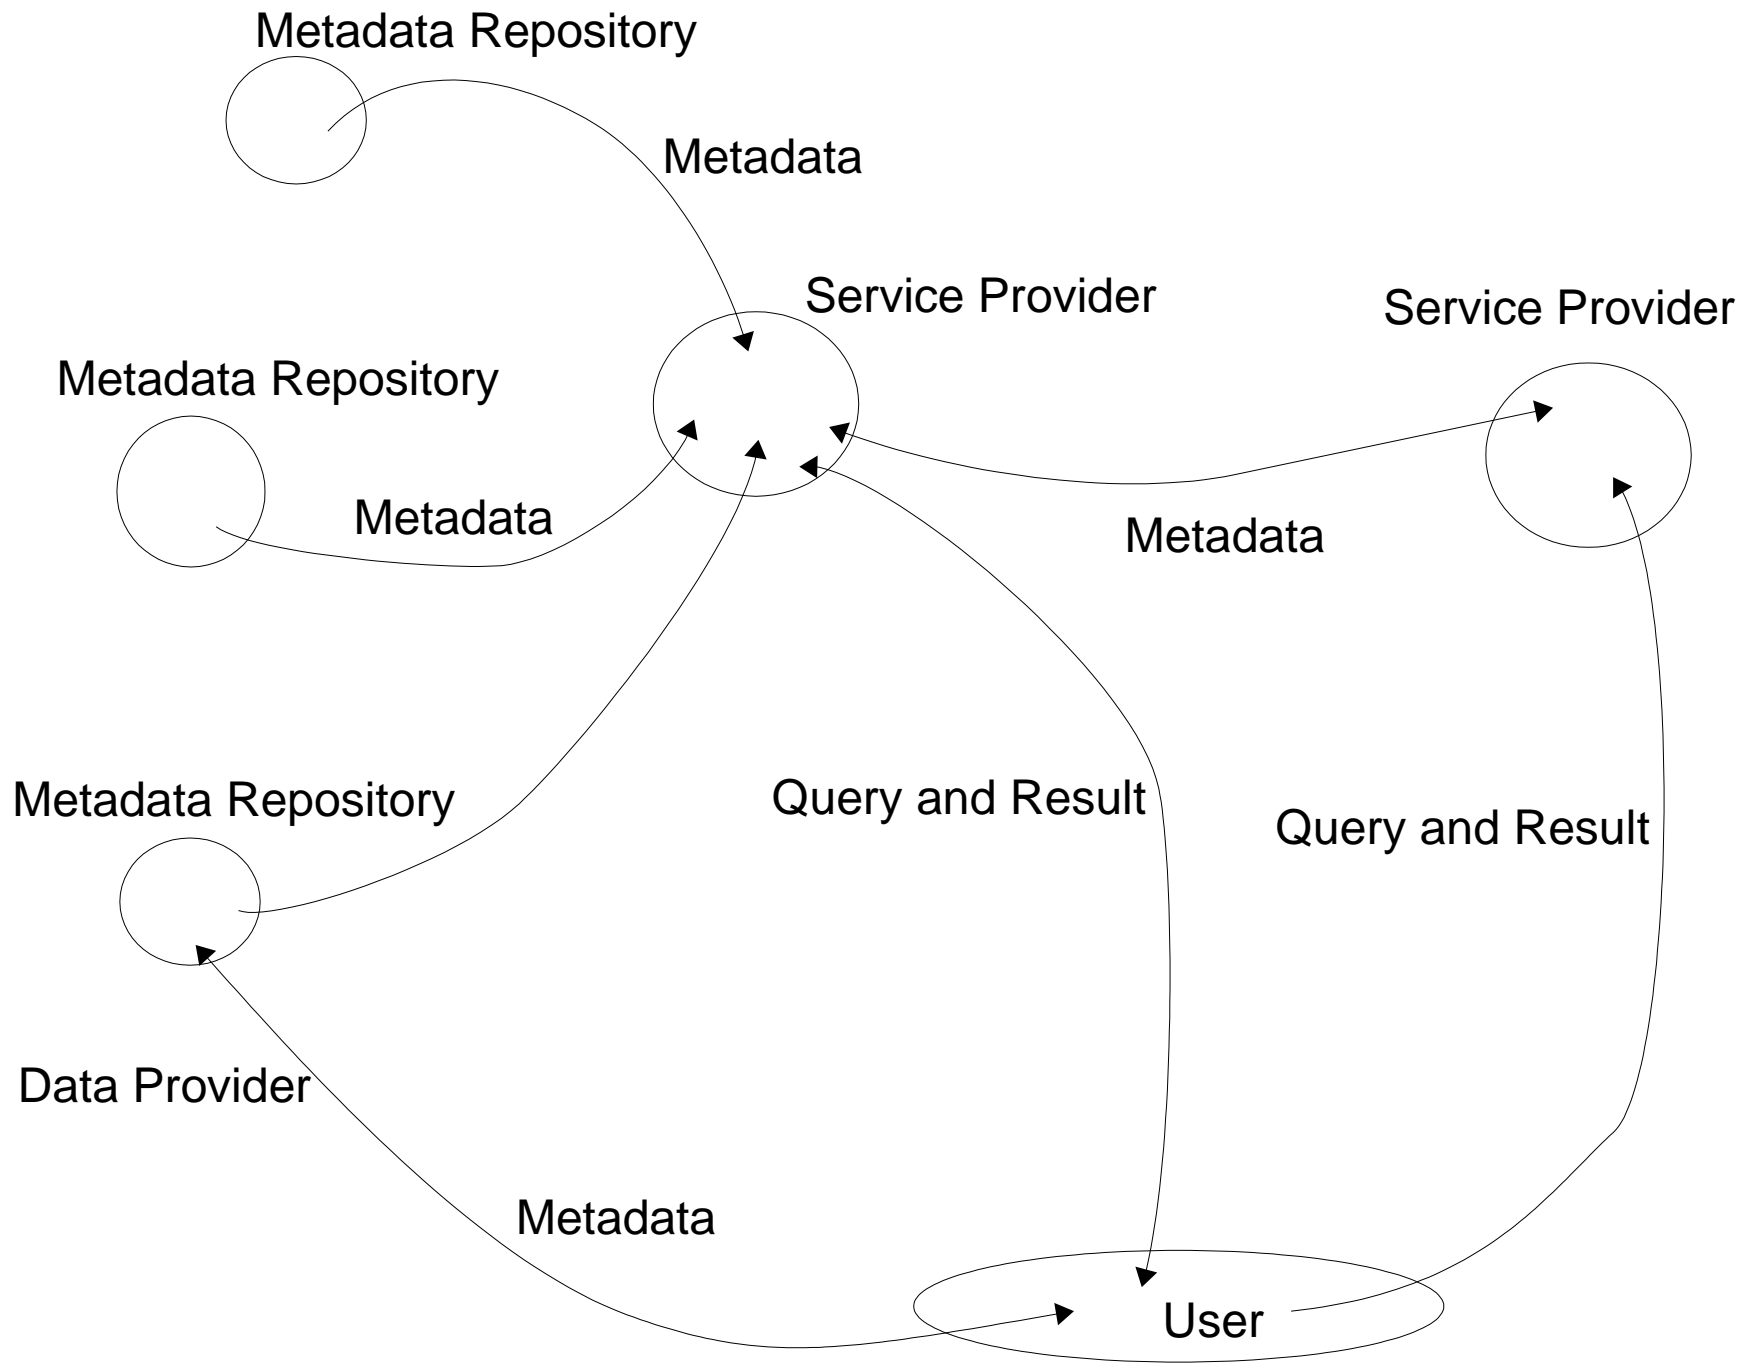 Metadata Repository
Metadata
Service Provider
Service Provider
Metadata Repository
Metadata
Metadata
Metadata Repository
Query and Result
Query and Result
Data Provider
Metadata
User